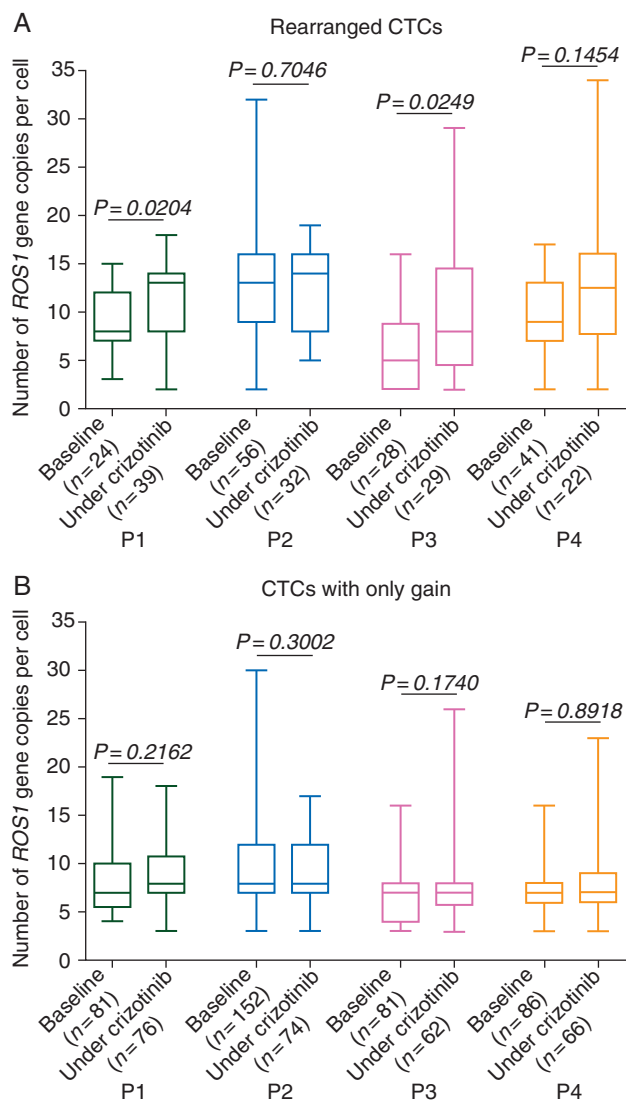 A
Rearranged CTCs
Number of ROS1 gene copies per cell
35
30
25
20
15
10
5
0
P = 0.0204
P = 0.7046
P = 0.0249
P = 0.1454
Baseline
(n=24)
Under crizotinib
(n=39)
Baseline
(n=56)
Under crizotinib
(n=32)
Baseline
(n=28)
Under crizotinib
(n=29)
Baseline
(n=41)
Under crizotinib
(n=22)
P1
P2
P3
P4
B
CTCs with only gain
Number of ROS1 gene copies per cell
35
30
25
20
15
10
5
0
P = 0.2162
P = 0.3002
P = 0.1740
P = 0.8918
Baseline
(n=81)
Under crizotinib
(n=76)
Baseline
(n=152)
Under crizotinib
(n=74)
Baseline
(n=81)
Under crizotinib
(n=62)
Baseline
(n=86)
Under crizotinib
(n=66)
P1
P2
P3
P4